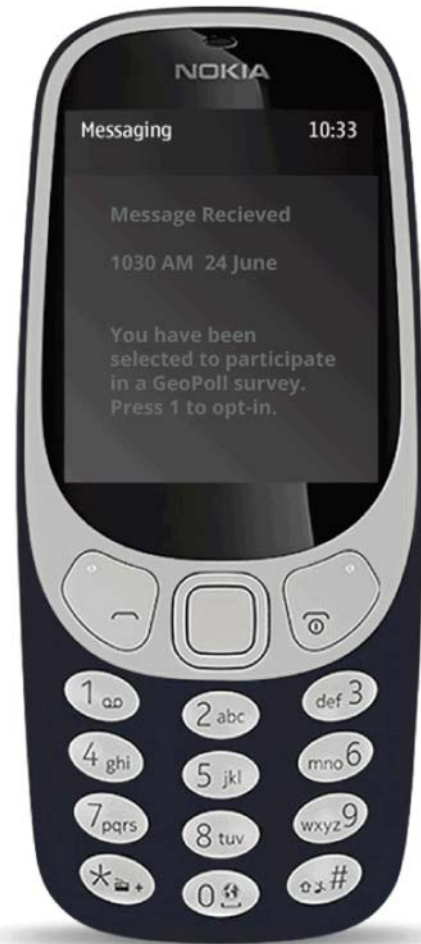 NOKIA
Messaging 10:33
Message Recieved
1030 AM 24 June
You have been
selected to participate
in a GeoPoll survey.
Press 1 to opt-in.
1
2 abc
def 3
4 ghi
5 jkl
mno 6
7 pqrs
8 tuv
wxyz 9
* +
0
#